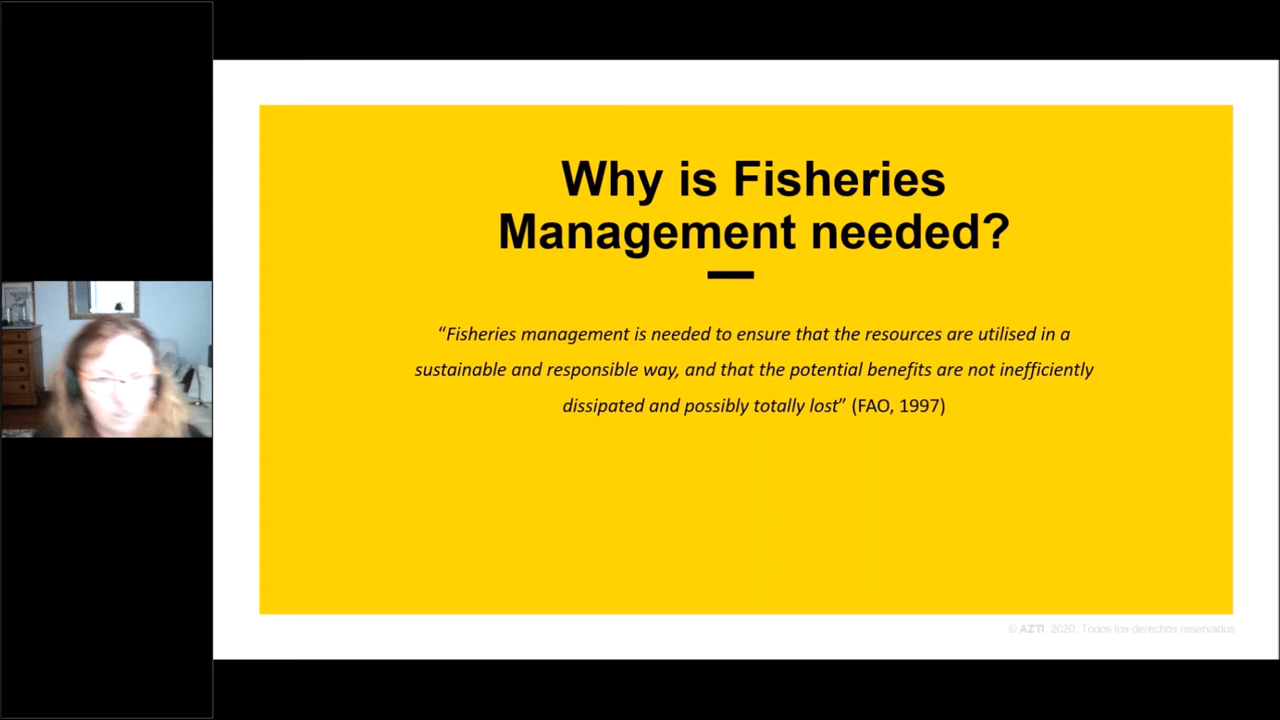 Why is Fisheries
Management needed?
“Fisheries management is needed to ensure that the resources are utilised in a
sustainable and responsible way, and that the potential benefits are not inefficiently
dissipated and possibly totally lost” (FAO, 1997)
© AZTI 2020. Todos los derechos reservados